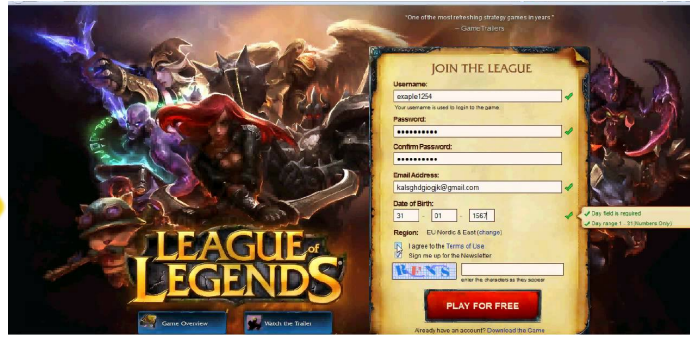 "One of the most refreshing strategy games in years."
– GameTrailers
JOIN THE LEAGUE
Username:
exaple1254
Your username is used to login to the game
Password:
Confirm Password:
Email Address:
kalsghdgiogjk@gmail.com
Date of Birth:
31 - 01 - 1567
Day field is required
Day range 1 .. 31(Numbers Only)
Region: EU Nordic & East (change)
I agree to the Terms of Use
Sign me up for the Newsletter
enter the characters as they appear
PLAY FOR FREE
Already have an account? Download the Game
LEAGUE of
LEGENDS
Game Overview
Watch the Trailer